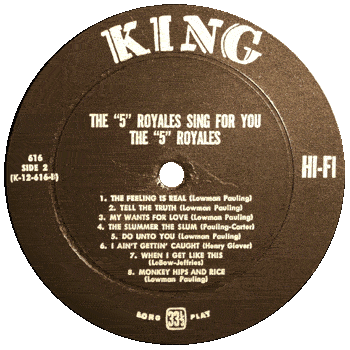 KING
THE "5" ROYALES SING FOR YOU
THE "5" ROYALES
616
SIDE 2
(K-12-616-B)
HI-FI
1. THE FEELING IS REAL (Lowman Pauling)
2. TELL THE TRUTH (Lowman Pauling)
3. MY WANTS FOR LOVE (Lowman Pauling)
4. THE SLUMMER THE SLUM (Pauling-Carter)
5. DO UNTO YOU (Lowman Pauling)
6. I AIN'T GETTIN' CAUGHT (Henry Glover)
7. WHEN I GET LIKE THIS
(LeBow-Jeffries)
8. MONKEY HIPS AND RICE
(Lowman Pauling)
LONG 33⅓ PLAY